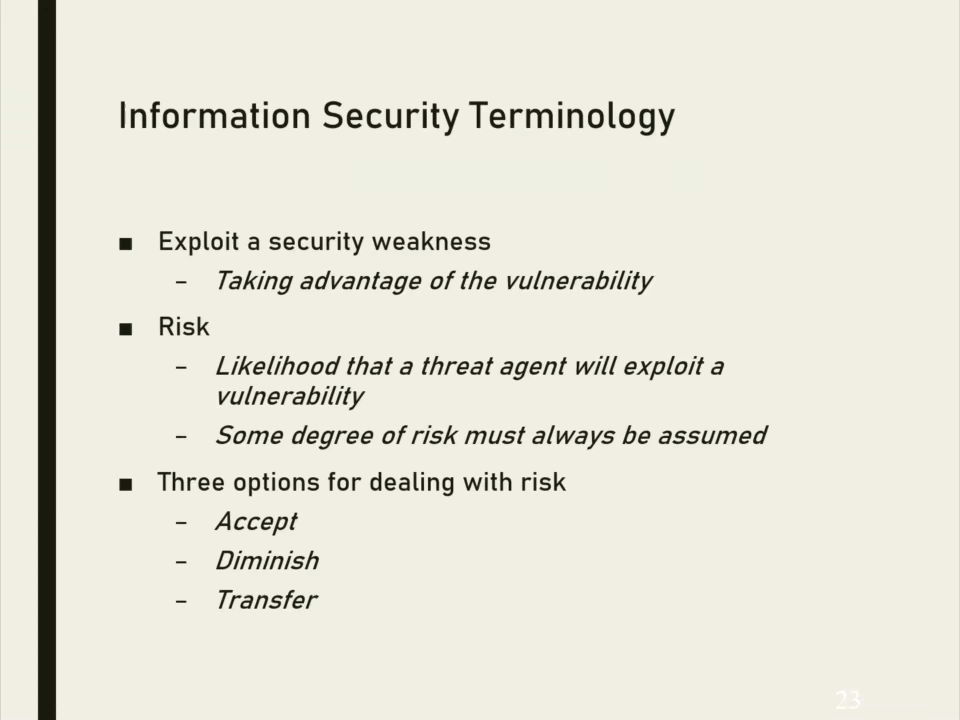 Information Security Terminology
■ Exploit a security weakness
– Taking advantage of the vulnerability
■ Risk
– Likelihood that a threat agent will exploit a
vulnerability
– Some degree of risk must always be assumed
■ Three options for dealing with risk
– Accept
– Diminish
– Transfer
23